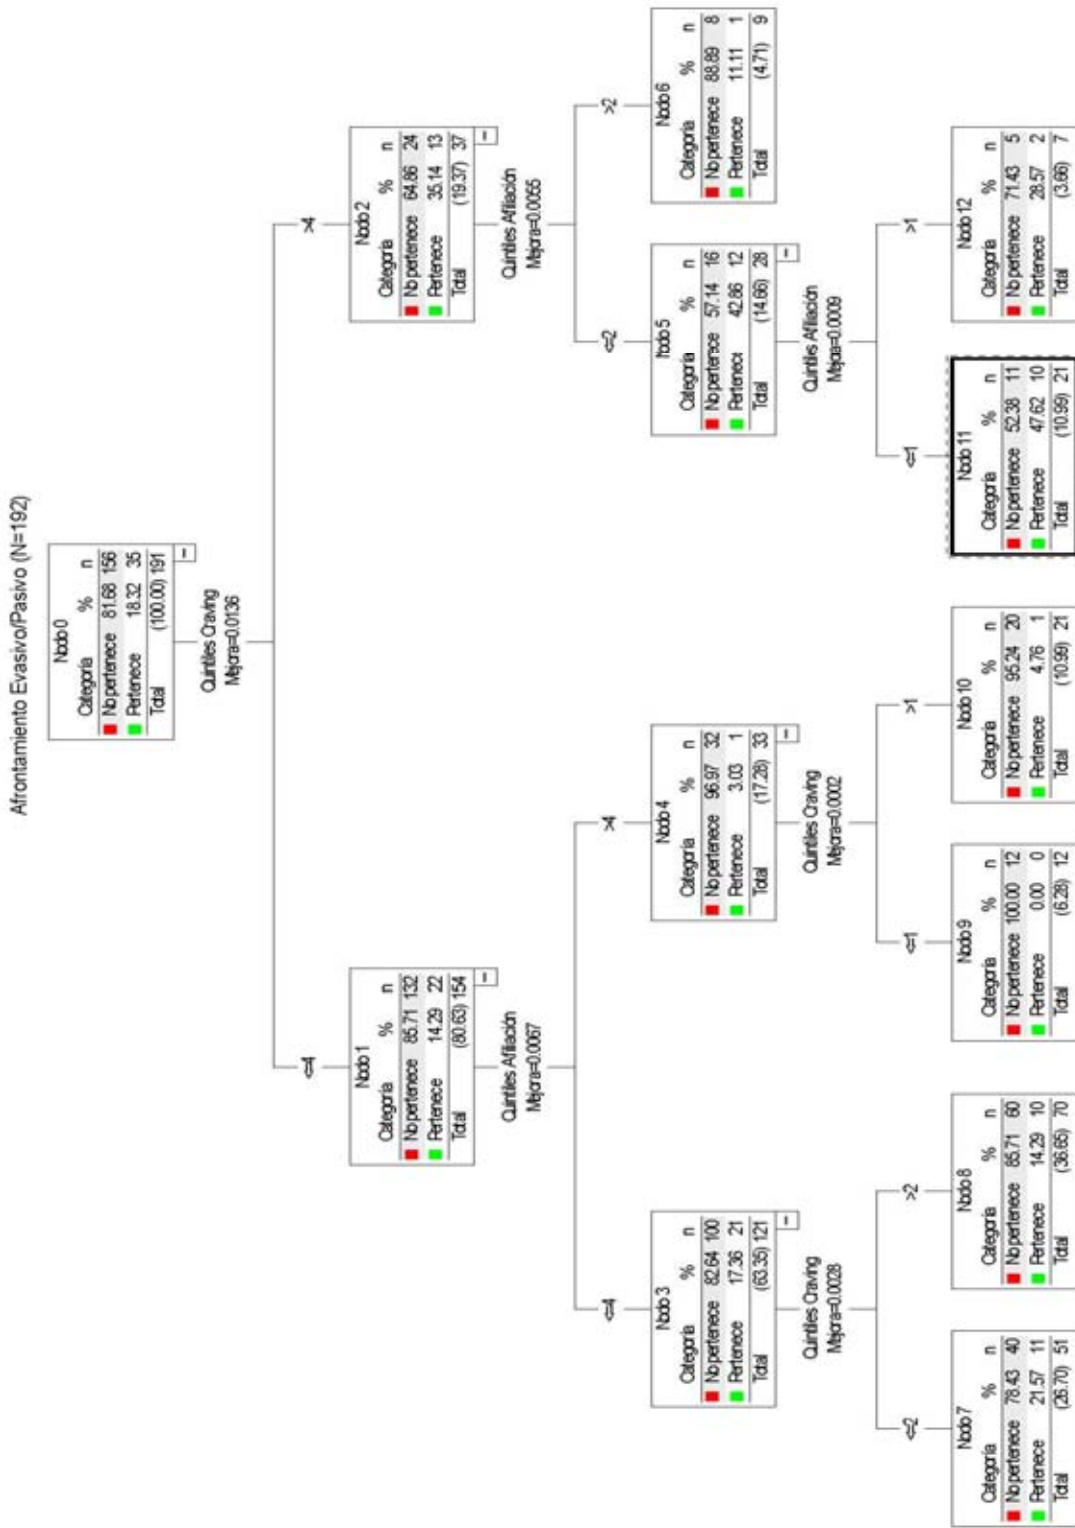 Afrontamiento Evasivo/Pasivo (N=192)
Nodo 0
Categoría % n
No pertenece 81.68 156
Pertenece 18.32 35
Total (100.00) 191
Quintiles Craving
Mejora=0.0136
<=4
>4
Nodo 1
Categoría % n
No pertenece 85.71 132
Pertenece 14.29 22
Total (80.63) 154
Quintiles Afiliación
Mejora=0.0067
Nodo 2
Categoría % n
No pertenece 64.86 24
Pertenece 35.14 13
Total (19.37) 37
Quintiles Afiliación
Mejora=0.0055
<=4
>4
<=2
>2
Nodo 3
Categoría % n
No pertenece 82.64 100
Pertenece 17.36 21
Total (63.35) 121
Quintiles Craving
Mejora=0.0028
Nodo 4
Categoría % n
No pertenece 96.97 32
Pertenece 3.03 1
Total (17.28) 33
Quintiles Craving
Mejora=0.0002
Nodo 5
Categoría % n
No pertenece 57.14 16
Pertenece 42.86 12
Total (14.66) 28
Quintiles Afiliación
Mejora=0.0009
Nodo 6
Categoría % n
No pertenece 88.89 8
Pertenece 11.11 1
Total (4.71) 9
<=2
>2
<=1
>1
<=1
>1
Nodo 7
Categoría % n
No pertenece 78.43 40
Pertenece 21.57 11
Total (26.70) 51
Nodo 8
Categoría % n
No pertenece 85.71 60
Pertenece 14.29 10
Total (36.65) 70
Nodo 9
Categoría % n
No pertenece 100.00 12
Pertenece 0.00 0
Total (6.28) 12
Nodo 10
Categoría % n
No pertenece 95.24 20
Pertenece 4.76 1
Total (10.99) 21
Nodo 11
Categoría % n
No pertenece 52.38 11
Pertenece 47.62 10
Total (10.99) 21
Nodo 12
Categoría % n
No pertenece 71.43 5
Pertenece 28.57 2
Total (3.66) 7